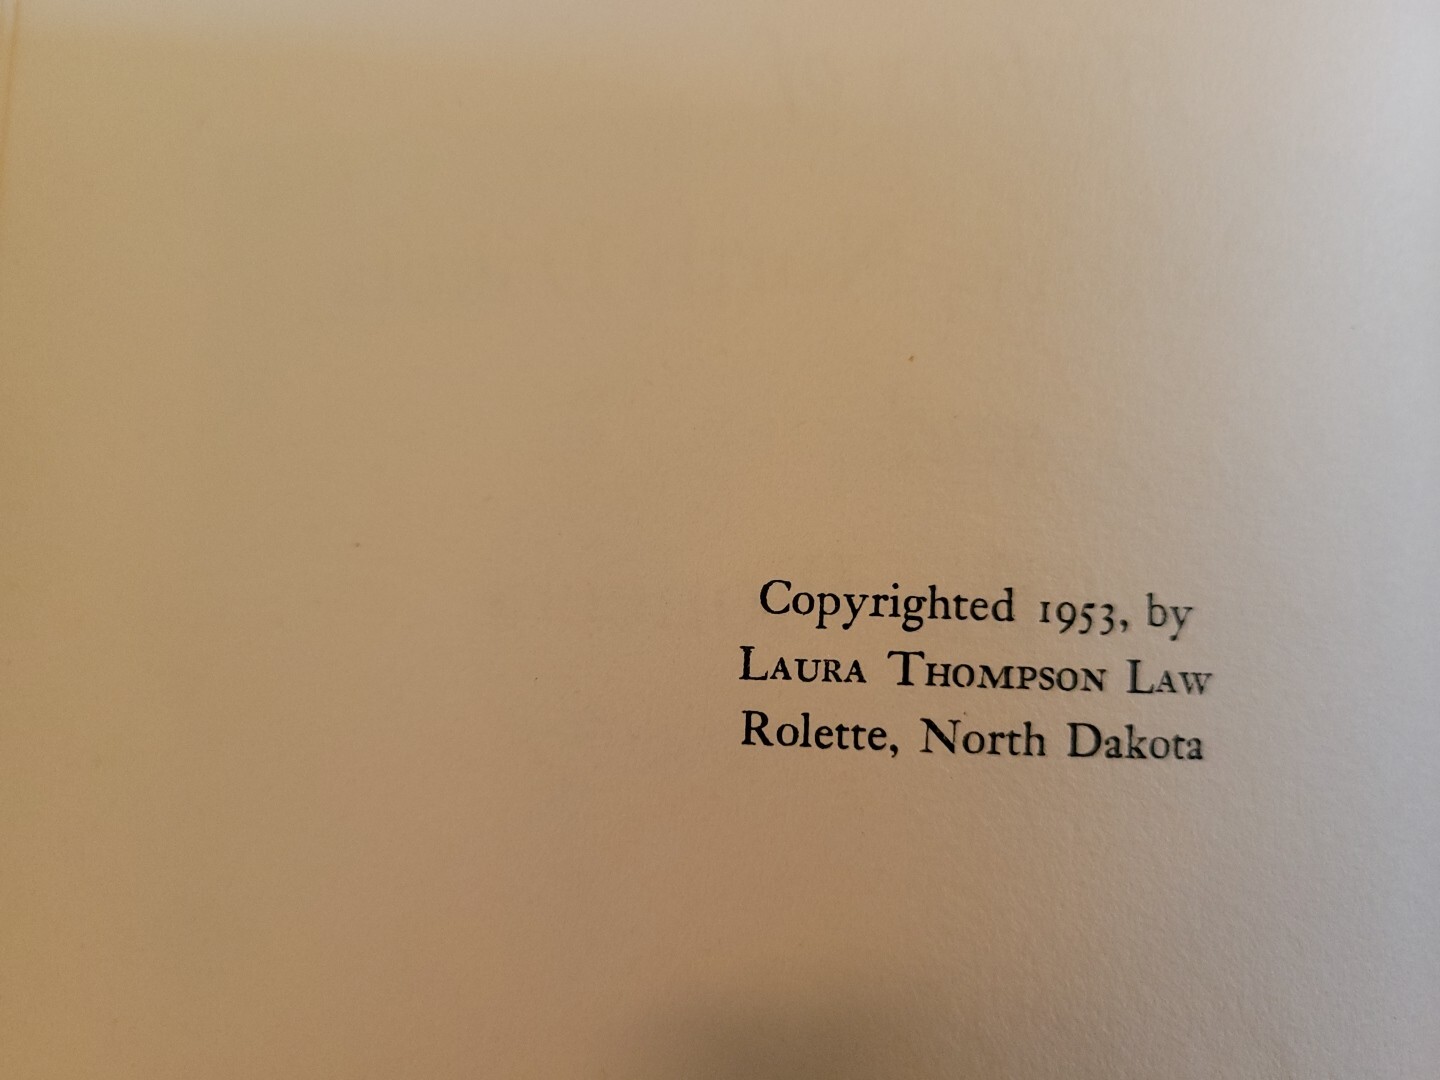 Copyrighted 1953, by
LAURA THOMPSON LAW
Rolette, North Dakota